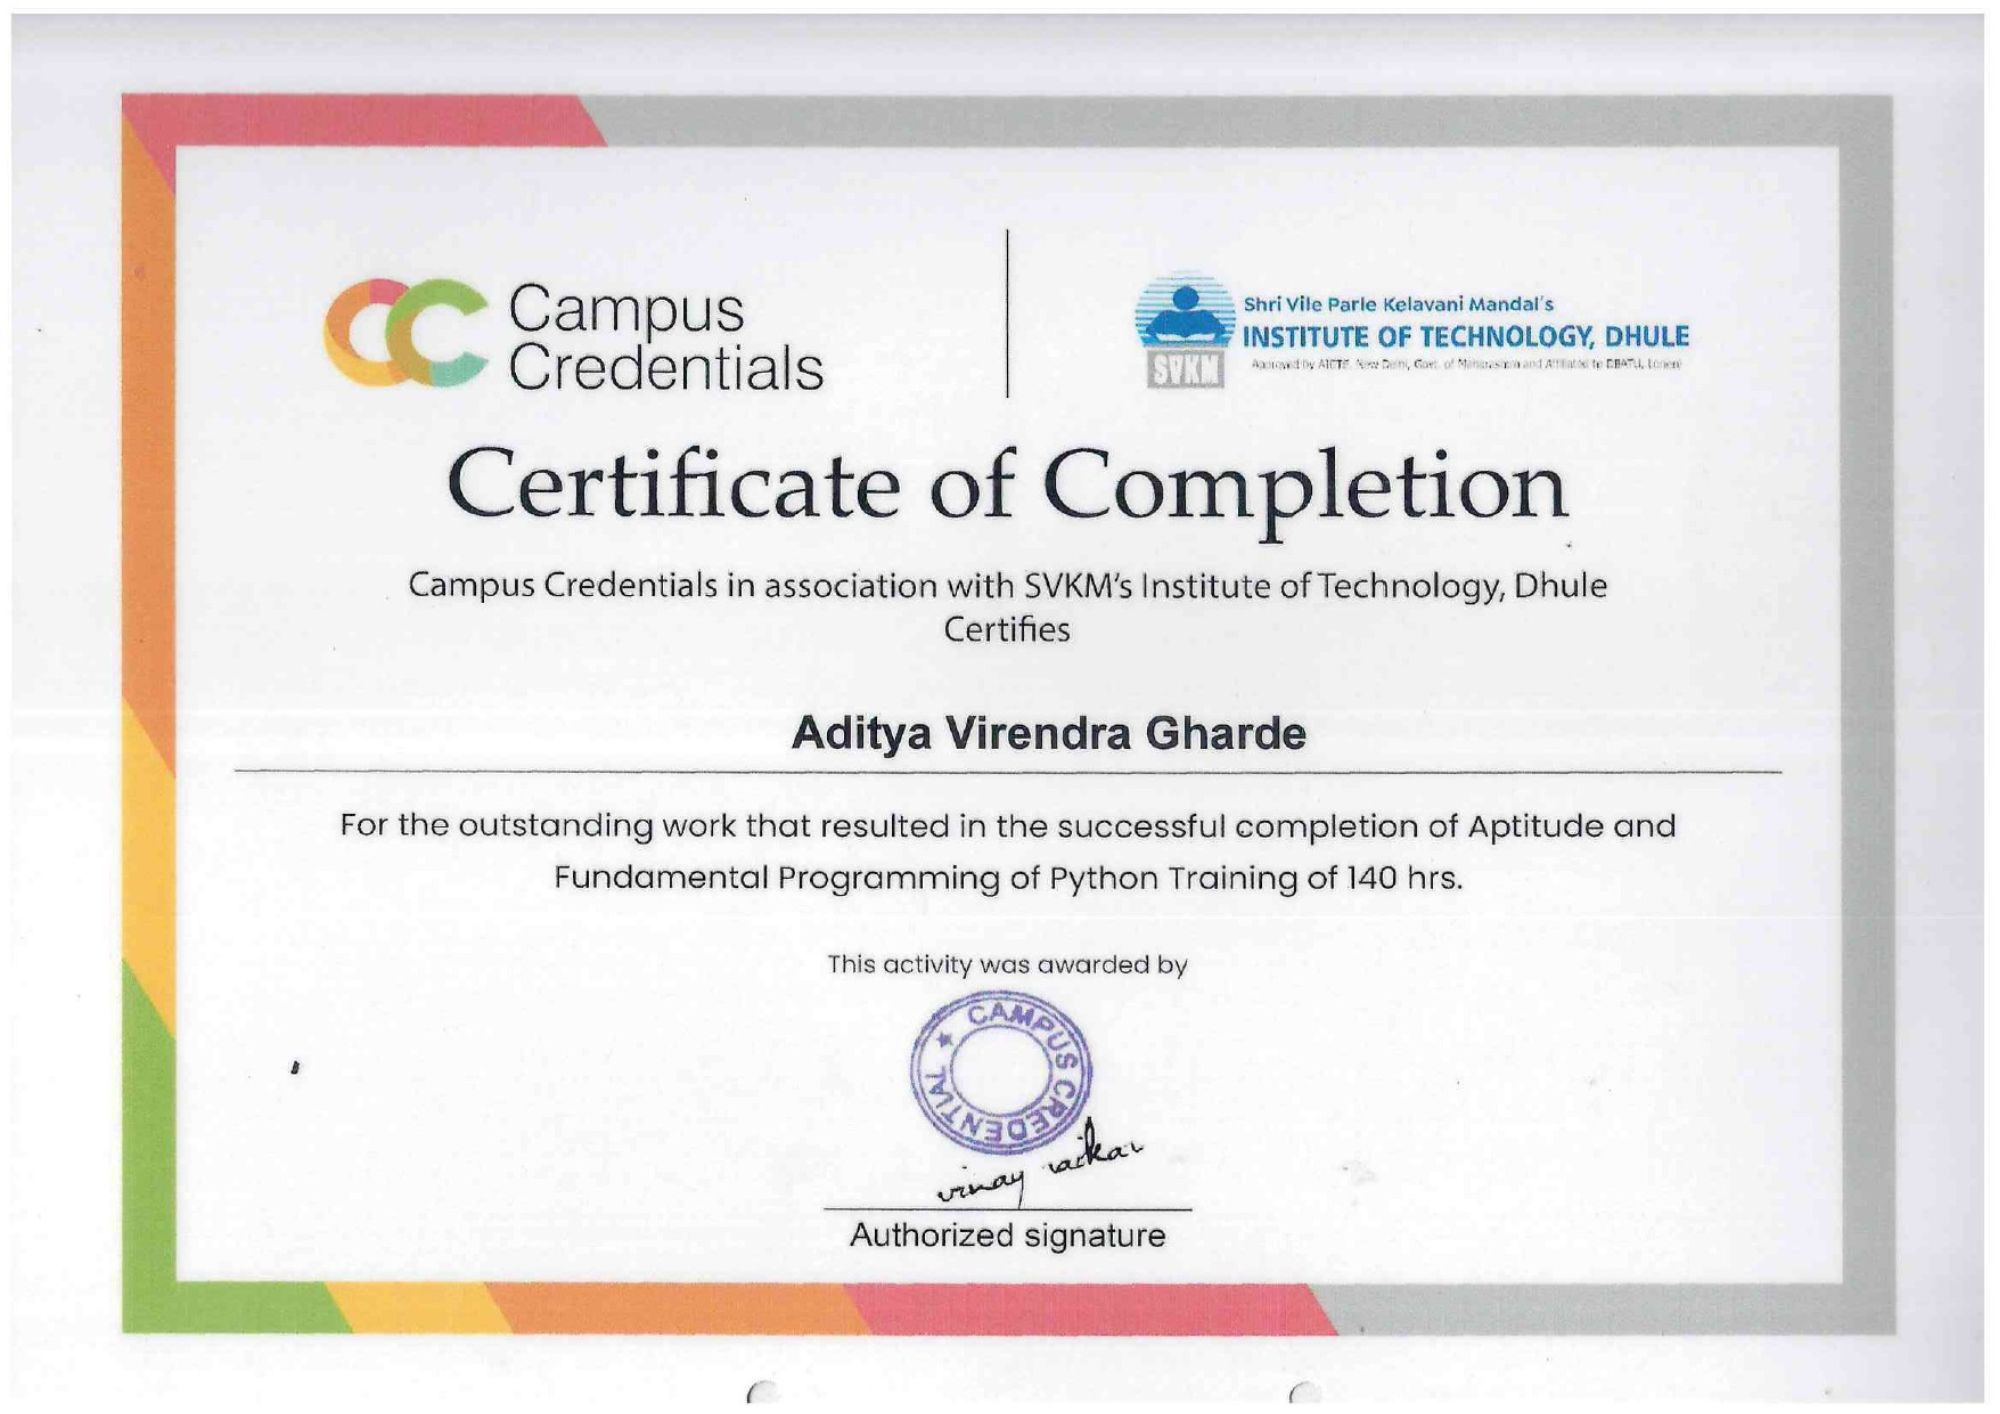 Campus
Credentials
Shri Vile Parle Kelavani Mandal's
INSTITUTE OF TECHNOLOGY, DHULE
Approved by AICTE, New Delhi, Govt. of Maharashtra and Affiliated to DBATU, Lonere
SVKM
Certificate of Completion
Campus Credentials in association with SVKM's Institute of Technology, Dhule
Certifies
Aditya Virendra Gharde
For the outstanding work that resulted in the successful completion of Aptitude and
Fundamental Programming of Python Training of 140 hrs.
This activity was awarded by
CAMPUS CREDENTIAL ★
vinay
Authorized signature